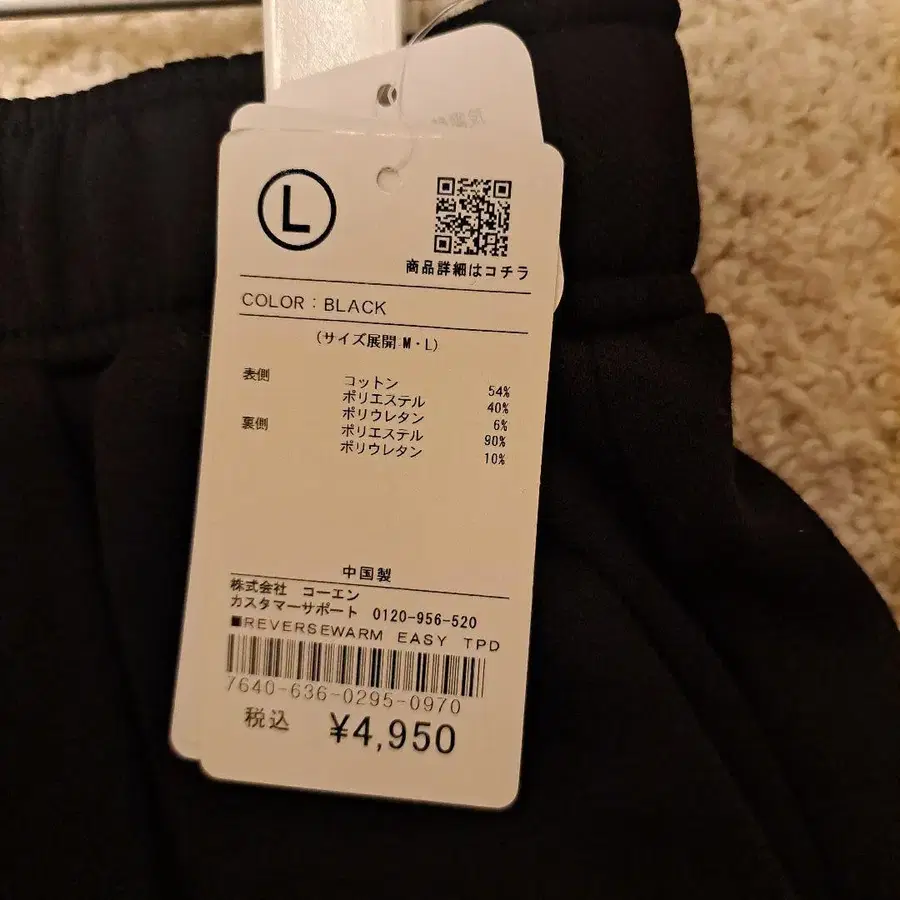 L
商品詳細はコチラ
COLOR：BLACK
(サイズ展開:M・L)
表側 コットン 54%
ポリエステル 40%
ポリウレタン 6%
裏側 ポリエステル 90%
ポリウレタン 10%
中国製
株式会社 コーエン
カスタマーサポート 0120-956-520
■REVERSEWARM EASY TPD
7640-636-0295-0970
税込 ¥4,950